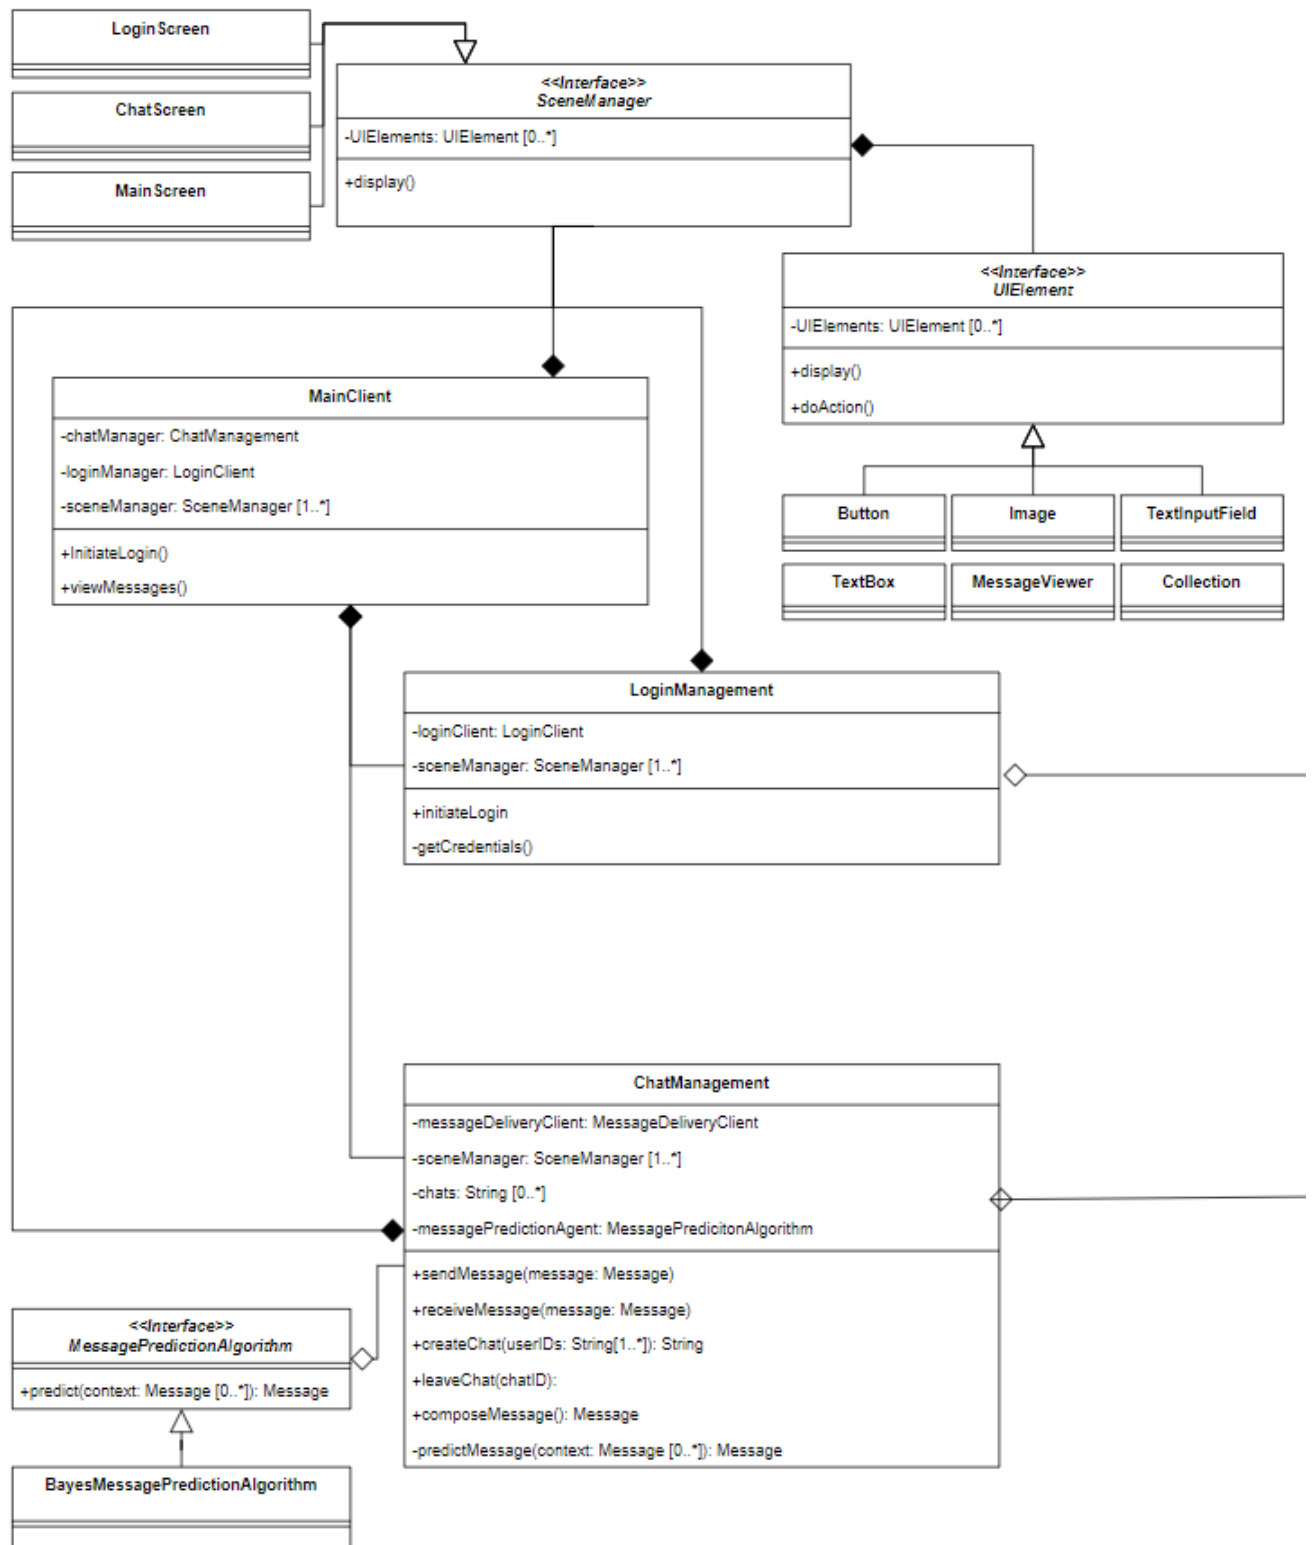 LoginScreen
ChatScreen
MainScreen
<<Interface>>
SceneManager
-UIElements: UIElement [0..*]
+display()
<<Interface>>
UIElement
-UIElements: UIElement [0..*]
+display()
+doAction()
Button
Image
TextInputField
TextBox
MessageViewer
Collection
MainClient
-chatManager: ChatManagement
-loginManager: LoginClient
-sceneManager: SceneManager [1..*]
+InitiateLogin()
+viewMessages()
LoginManagement
-loginClient: LoginClient
-sceneManager: SceneManager [1..*]
+initiateLogin
-getCredentials()
ChatManagement
-messageDeliveryClient: MessageDeliveryClient
-sceneManager: SceneManager [1..*]
-chats: String [0..*]
-messagePredictionAgent: MessagePredicitonAlgorithm
+sendMessage(message: Message)
+receiveMessage(message: Message)
+createChat(userIDs: String[1..*]): String
+leaveChat(chatID):
+composeMessage(): Message
-predictMessage(context: Message [0..*]): Message
<<Interface>>
MessagePredictionAlgorithm
+predict(context: Message [0..*]): Message
BayesMessagePredictionAlgorithm